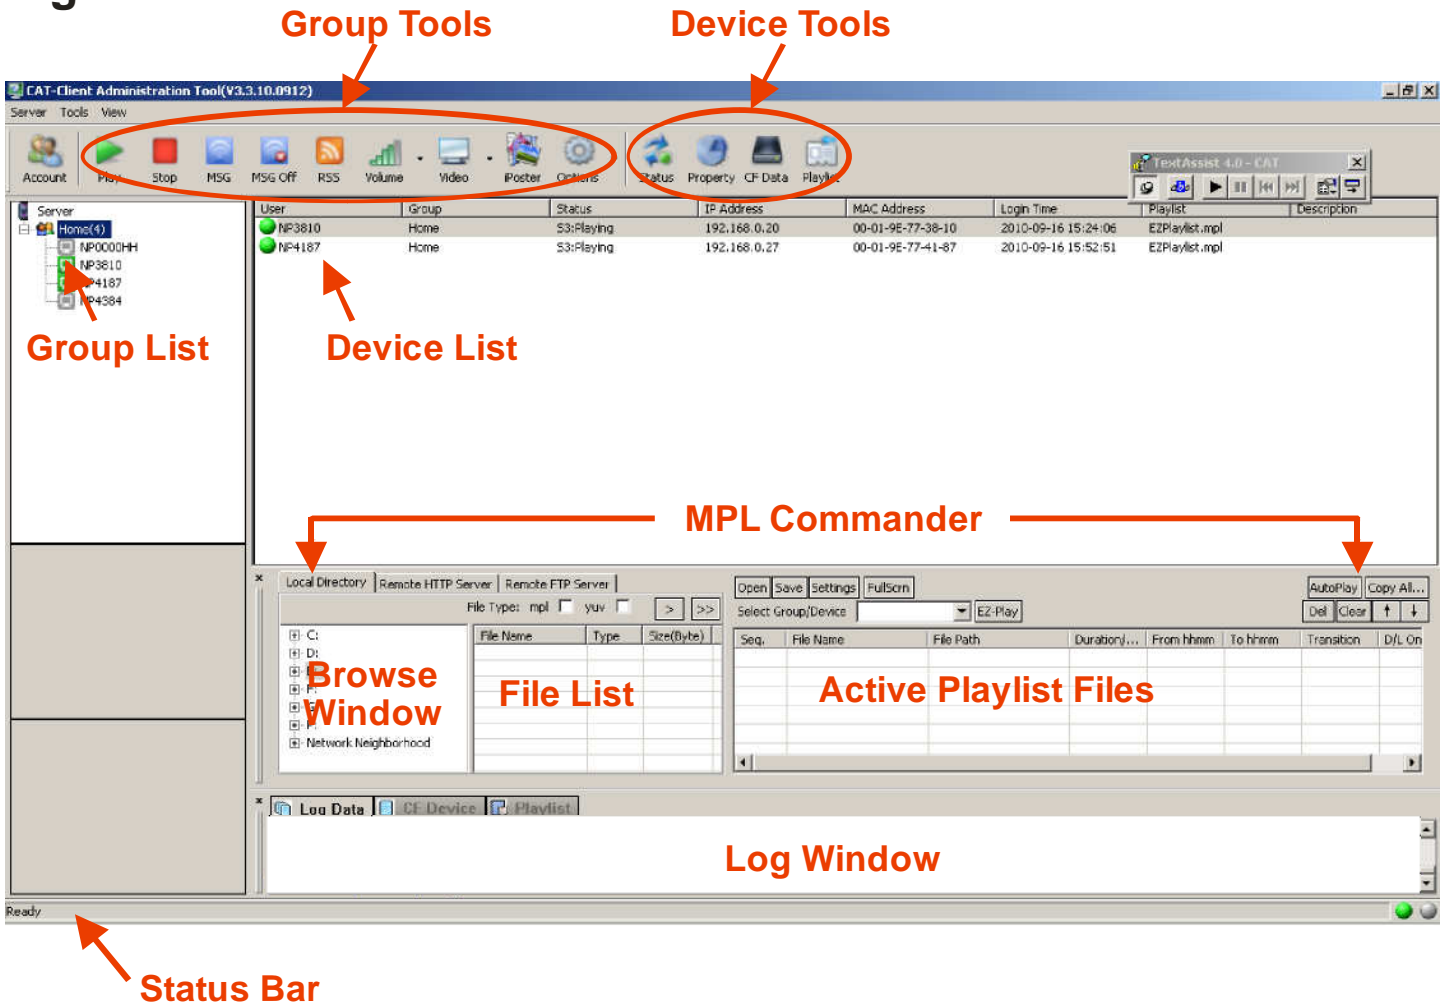 Group Tools
Device Tools
CAT-Client Administration Tool(V3.3.10.0912)
Server Tools View
Account Play Stop MSG MSG Off RSS Volume Video iPoster Options Status Property CF Data Playlist
TextAssist 4.0 - CAT
Server
Home(4)
NP0000HH
NP3810
NP4187
NP4384
Group List
User Group Status IP Address MAC Address Login Time Playlist Description
NP3810 Home S3:Playing 192.168.0.20 00-01-9E-77-38-10 2010-09-16 15:24:06 EZPlaylist.mpl
NP4187 Home S3:Playing 192.168.0.27 00-01-9E-77-41-87 2010-09-16 15:52:51 EZPlaylist.mpl
Device List
MPL Commander
Local Directory Remote HTTP Server Remote FTP Server
File Type: mpl yuv > >>
C:
D:
F:
G:
Network Neighborhood
Browse
Window
File Name Type Size(Byte)
File List
Open Save Settings FullScrn AutoPlay Copy All...
Select Group/Device EZ-Play Del Clear ↑ ↓
Seq. File Name File Path Duration/... From hhmm To hhmm Transition D/L On
Active Playlist Files
Log Data CF Device Playlist
Log Window
Ready
Status Bar